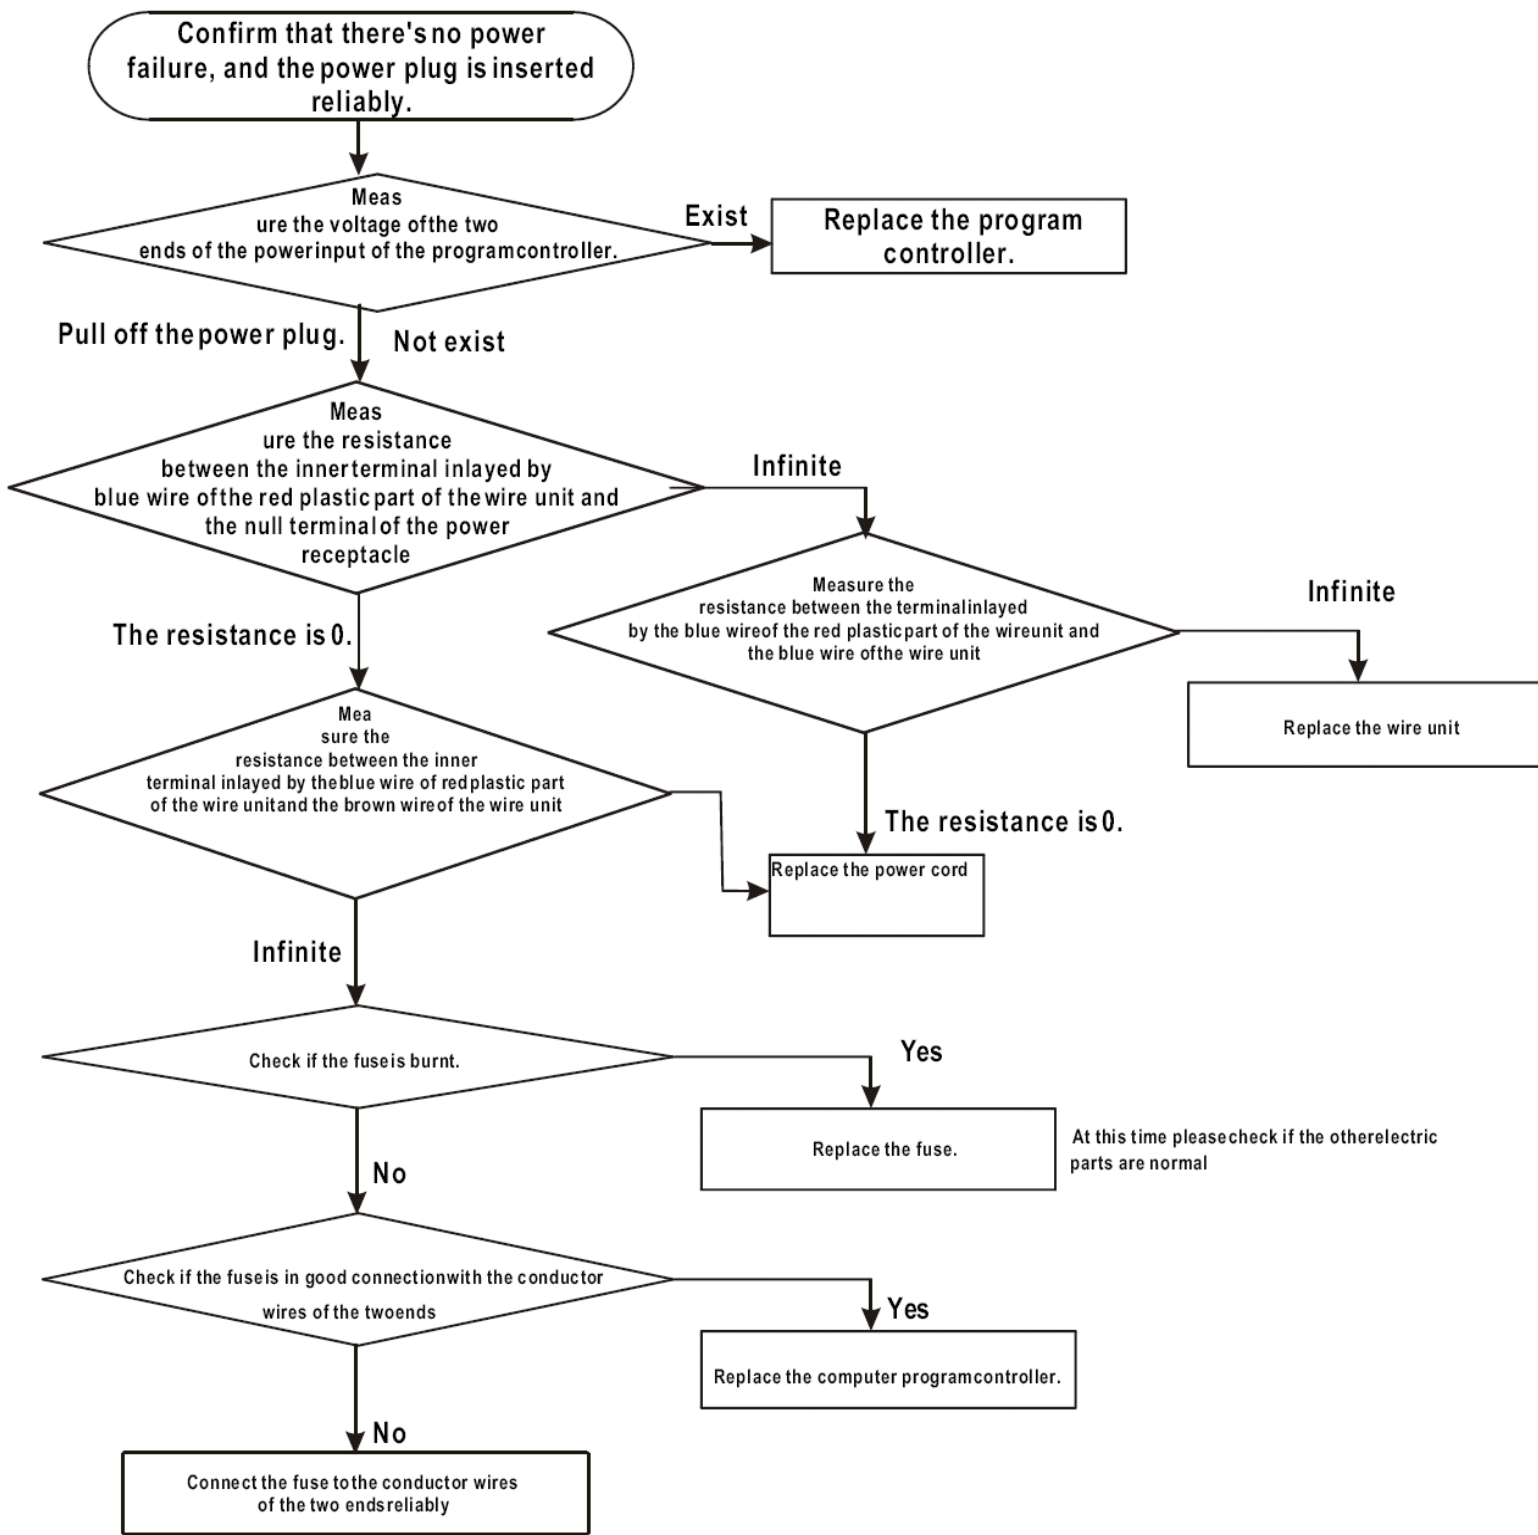 Confirm that there's no power
failure, and the power plug is inserted
reliably.
Meas
ure the voltage of the two
ends of the power input of the program controller.
Exist
Replace the program
controller.
Pull off the power plug.
Not exist
Meas
ure the resistance
between the inner terminal inlayed by
blue wire of the red plastic part of the wire unit and
the null terminal of the power
receptacle
Infinite
Measure the
resistance between the terminal inlayed
by the blue wire of the red plastic part of the wire unit and
the blue wire of the wire unit
Infinite
Replace the wire unit
The resistance is 0.
Mea
sure the
resistance between the inner
terminal inlayed by the blue wire of red plastic part
of the wire unit and the brown wire of the wire unit
The resistance is 0.
Replace the power cord
Infinite
Check if the fuse is burnt.
Yes
Replace the fuse.
At this time please check if the other electric
parts are normal
No
Check if the fuse is in good connection with the conductor
wires of the two ends
Yes
Replace the computer program controller.
No
Connect the fuse to the conductor wires
of the two ends reliably